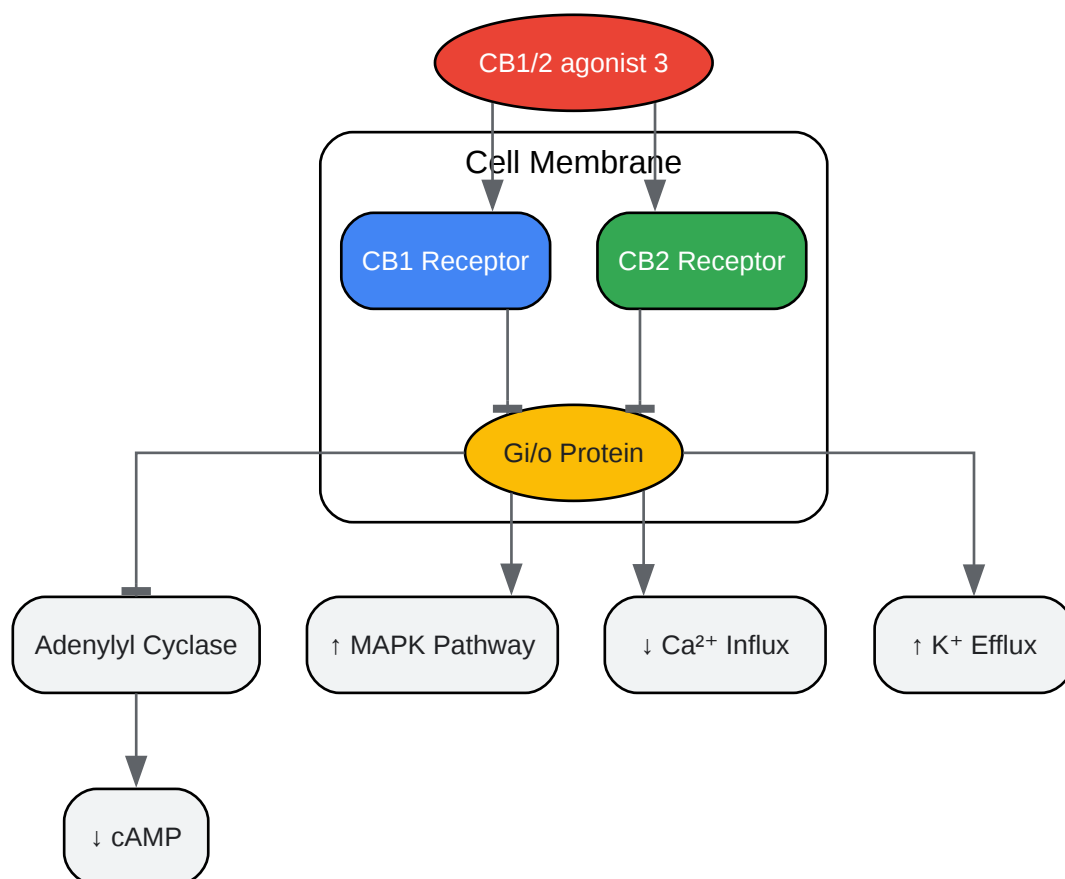 CB1/2 agonist 3
Cell Membrane
CB1 Receptor
CB2 Receptor
Gi/o Protein
Adenylyl Cyclase
↑ MAPK Pathway
↓ Ca²⁺ Influx
↑ K⁺ Efflux
↓ cAMP